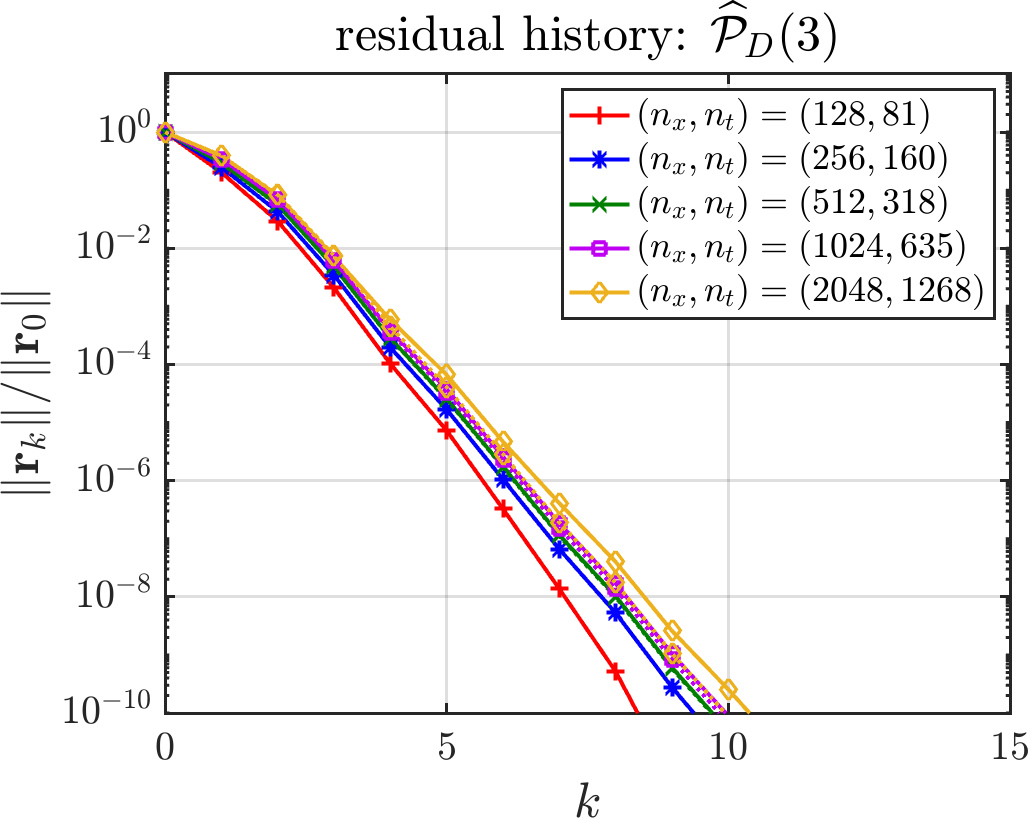 residual history: $\widehat{\mathcal{P}}_D(3)$
$(n_x, n_t) = (128, 81)$
$(n_x, n_t) = (256, 160)$
$(n_x, n_t) = (512, 318)$
$(n_x, n_t) = (1024, 635)$
$(n_x, n_t) = (2048, 1268)$
$\|\mathbf{r}_k\|/\|\mathbf{r}_0\|$
$10^0$
$10^{-2}$
$10^{-4}$
$10^{-6}$
$10^{-8}$
$10^{-10}$
0 5 10 15
$k$